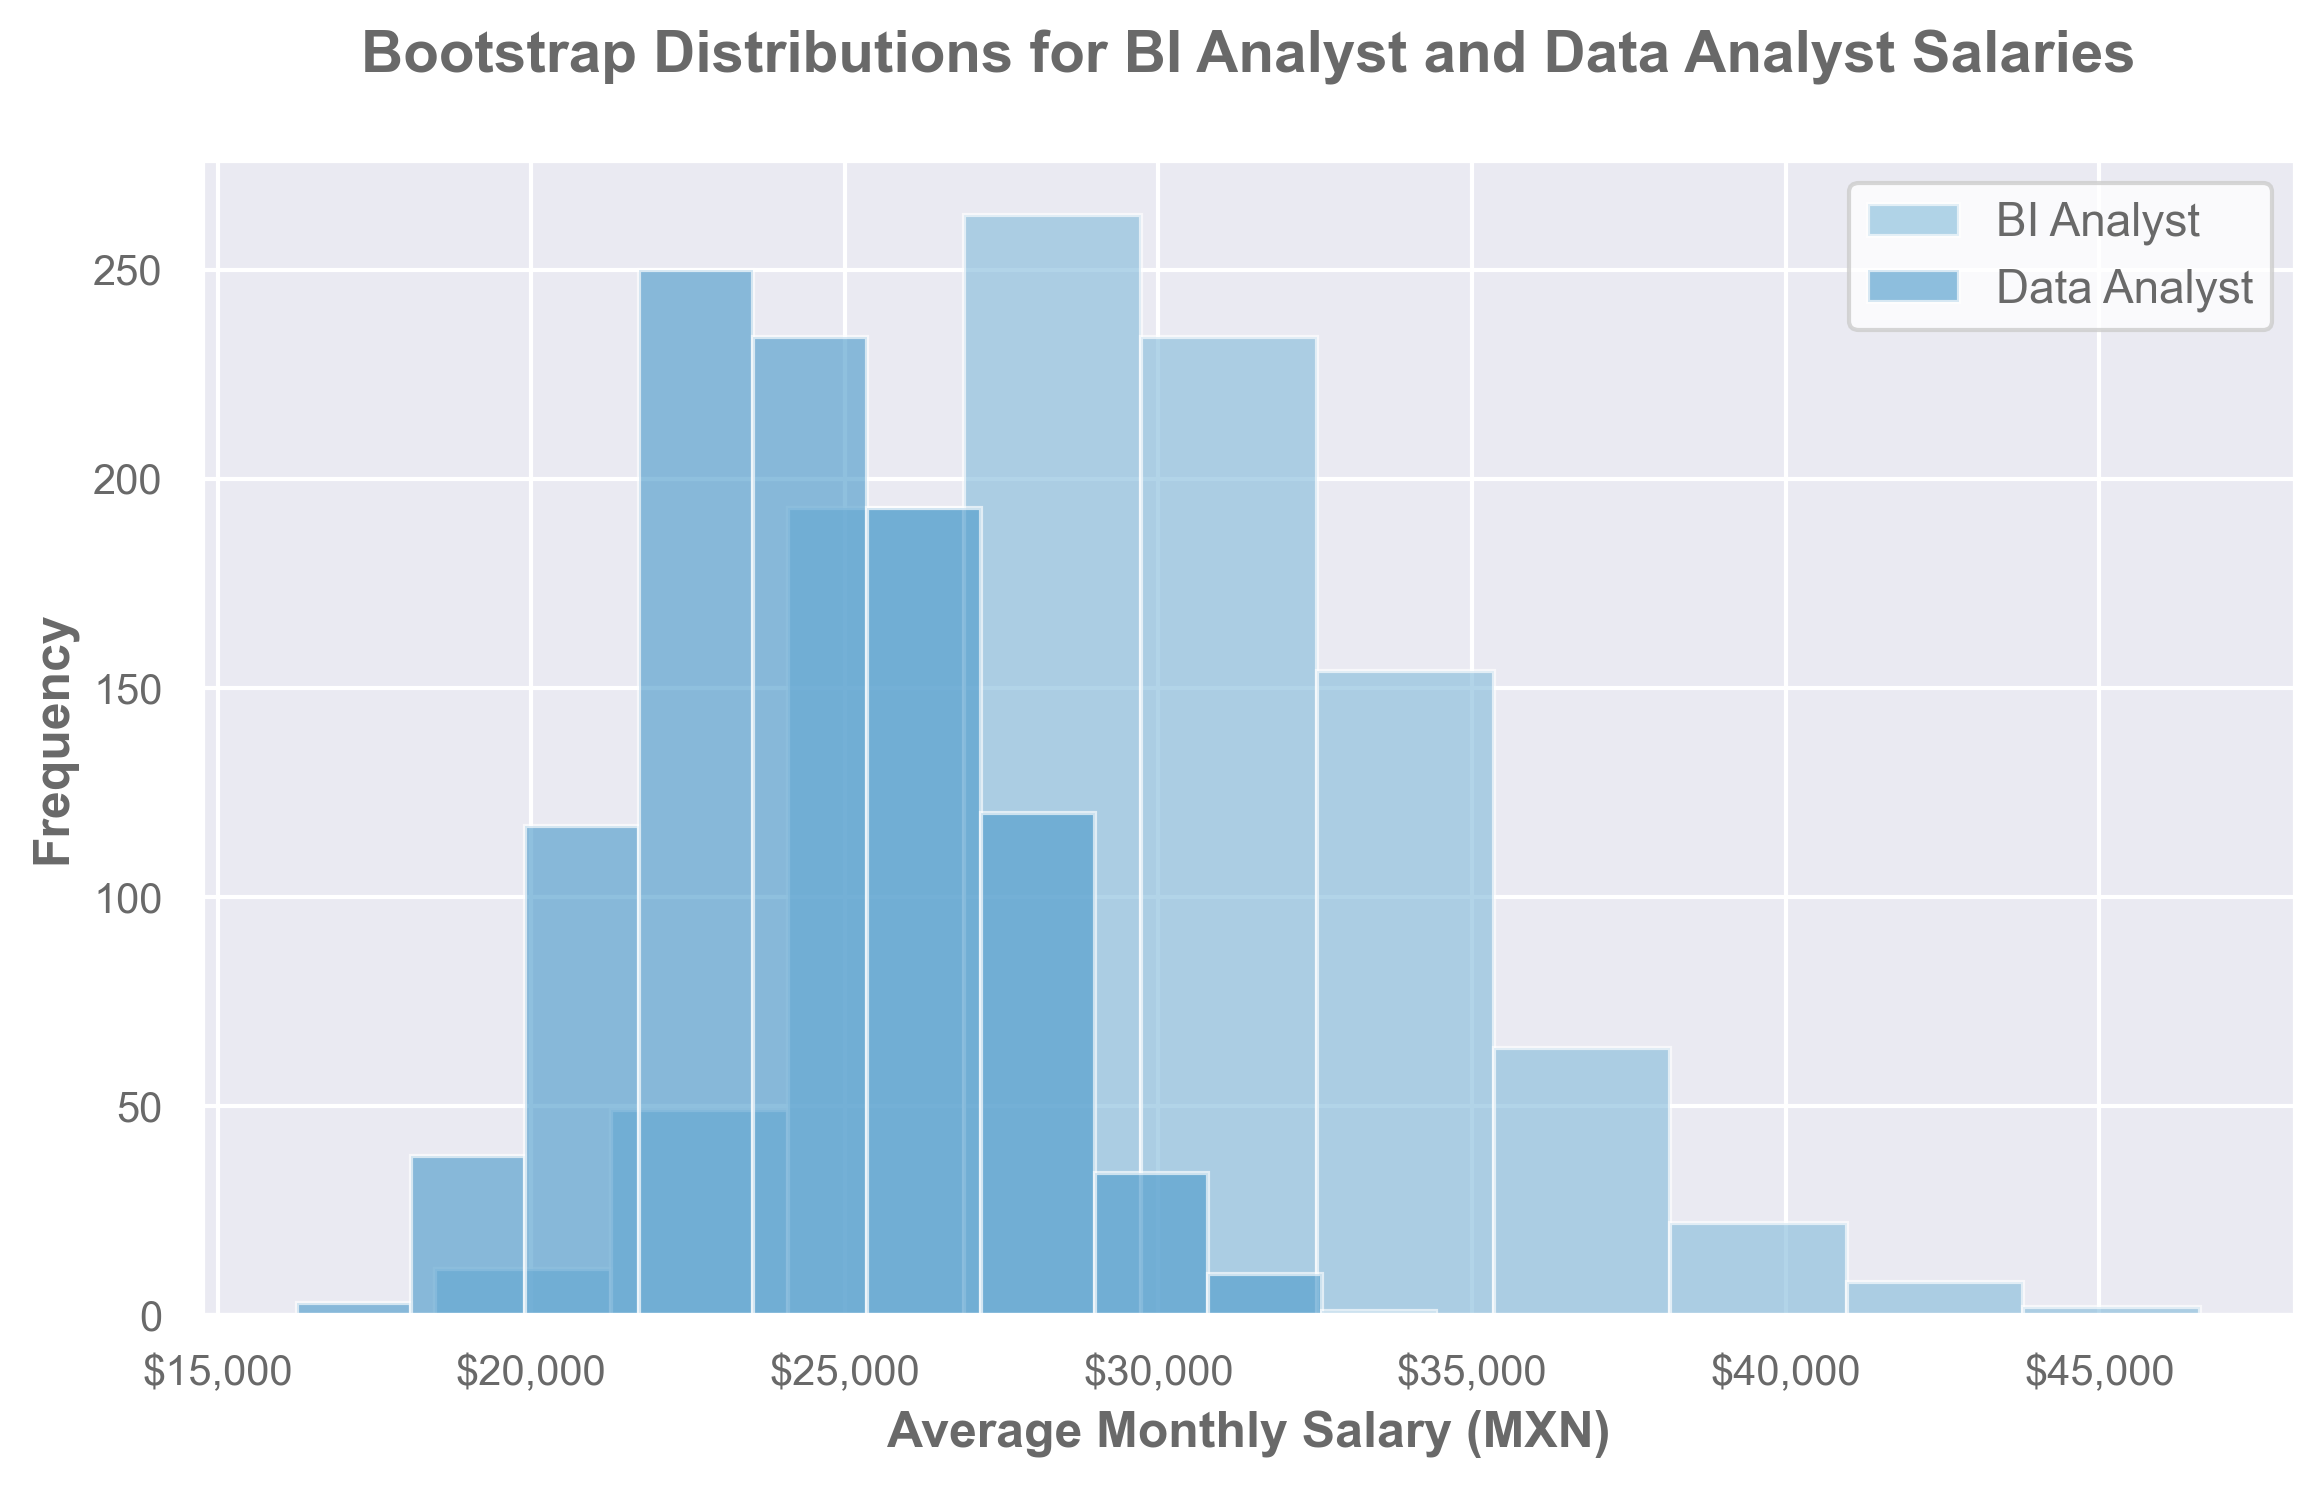 Bootstrap Distributions for BI Analyst and Data Analyst Salaries
BI Analyst
Data Analyst
Frequency
250
200
150
100
50
0
$15,000 $20,000 $25,000 $30,000 $35,000 $40,000 $45,000
Average Monthly Salary (MXN)